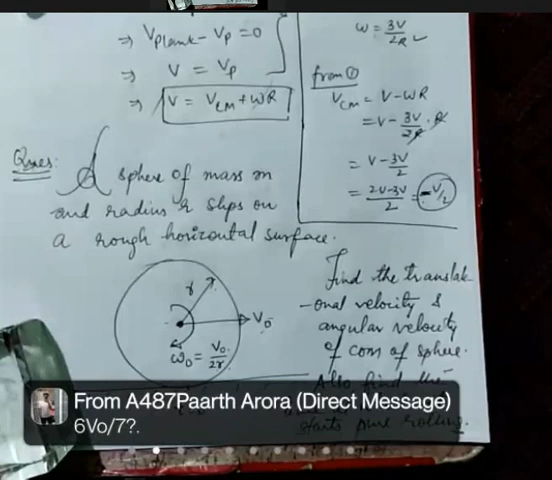 ⇒ Vplank - Vp = 0
⇒ V = Vp
⇒ V = Vcm + ωR
ω = 3V/2R
from ①
Vcm = V - ωR
= V - 3V/2R · R
= V - 3V/2
= 2V-3V/2 = -V/2
Ques:
A sphere of mass m
and radius r slips on
a rough horizontal surface.
r
V₀
ω₀ = V₀/2r
Find the translat
-onal velocity &
angular velocity
of com of sphere.
Also find the
starts pure rolling.
From A487Paarth Arora (Direct Message)
6Vo/7?.